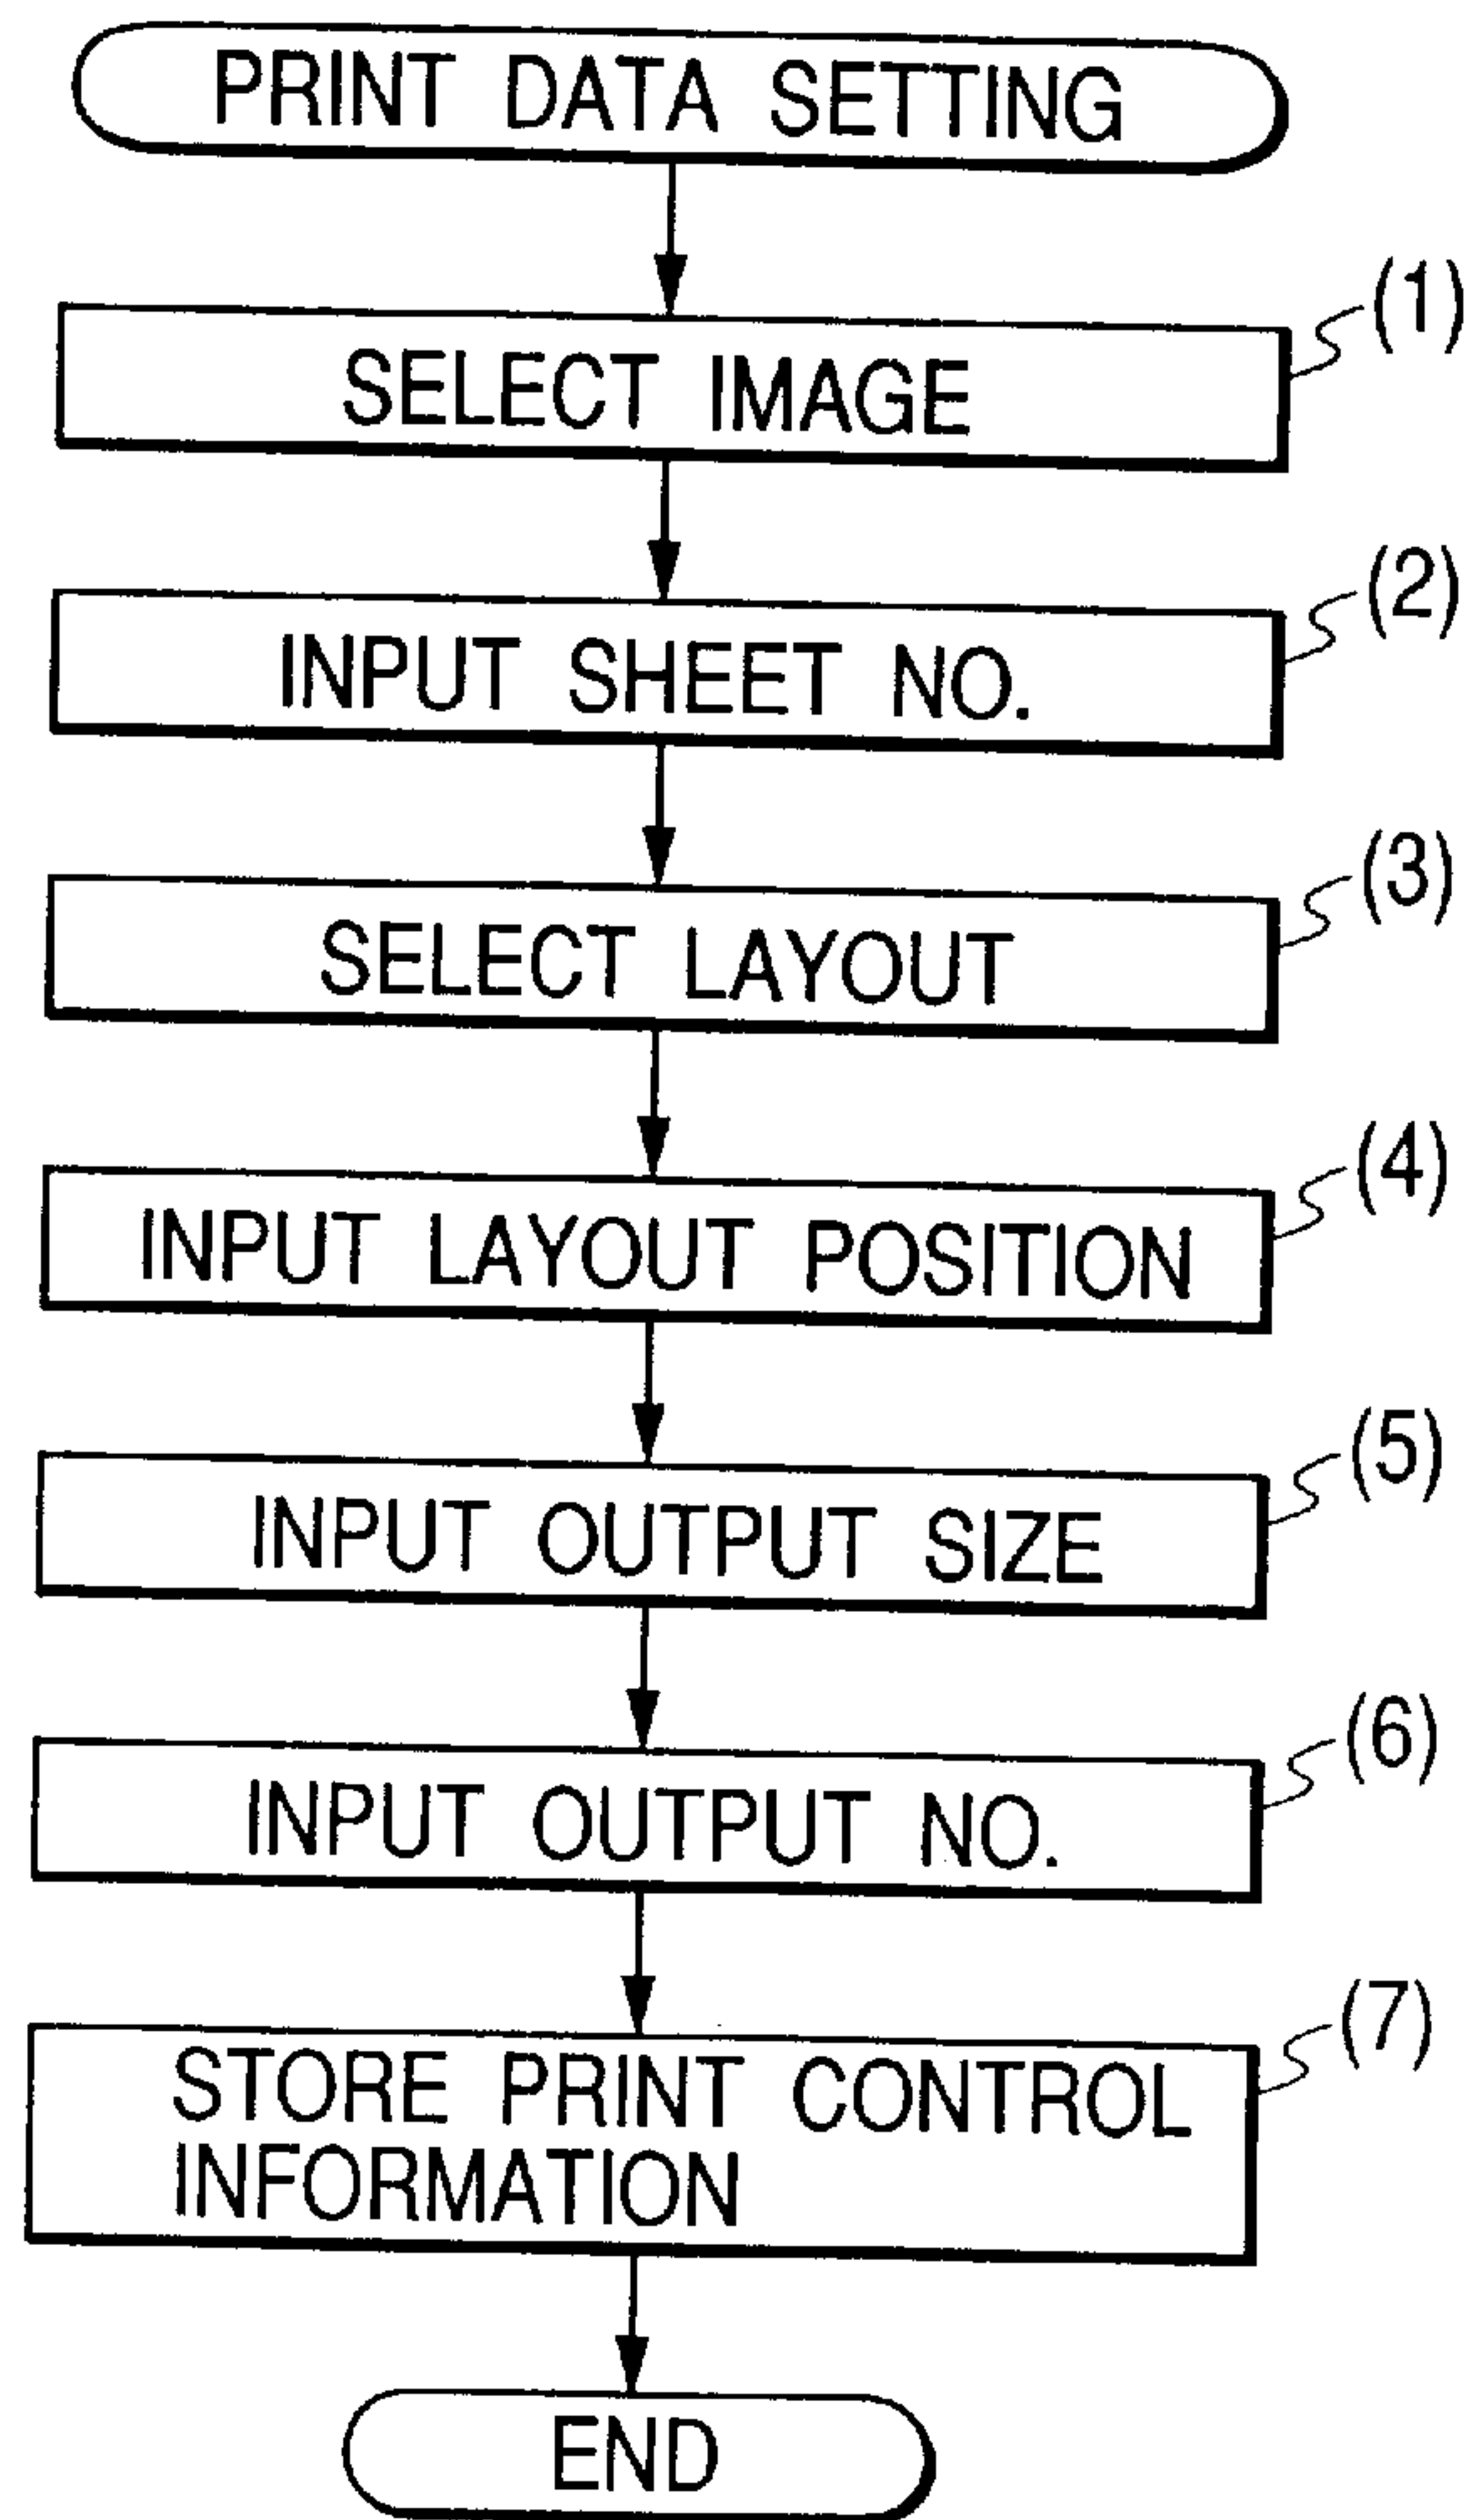 PRINT DATA SETTING
(1)
SELECT IMAGE
(2)
INPUT SHEET NO.
(3)
SELECT LAYOUT
(4)
INPUT LAYOUT POSITION
(5)
INPUT OUTPUT SIZE
(6)
INPUT OUTPUT NO.
(7)
STORE PRINT CONTROL
INFORMATION
END